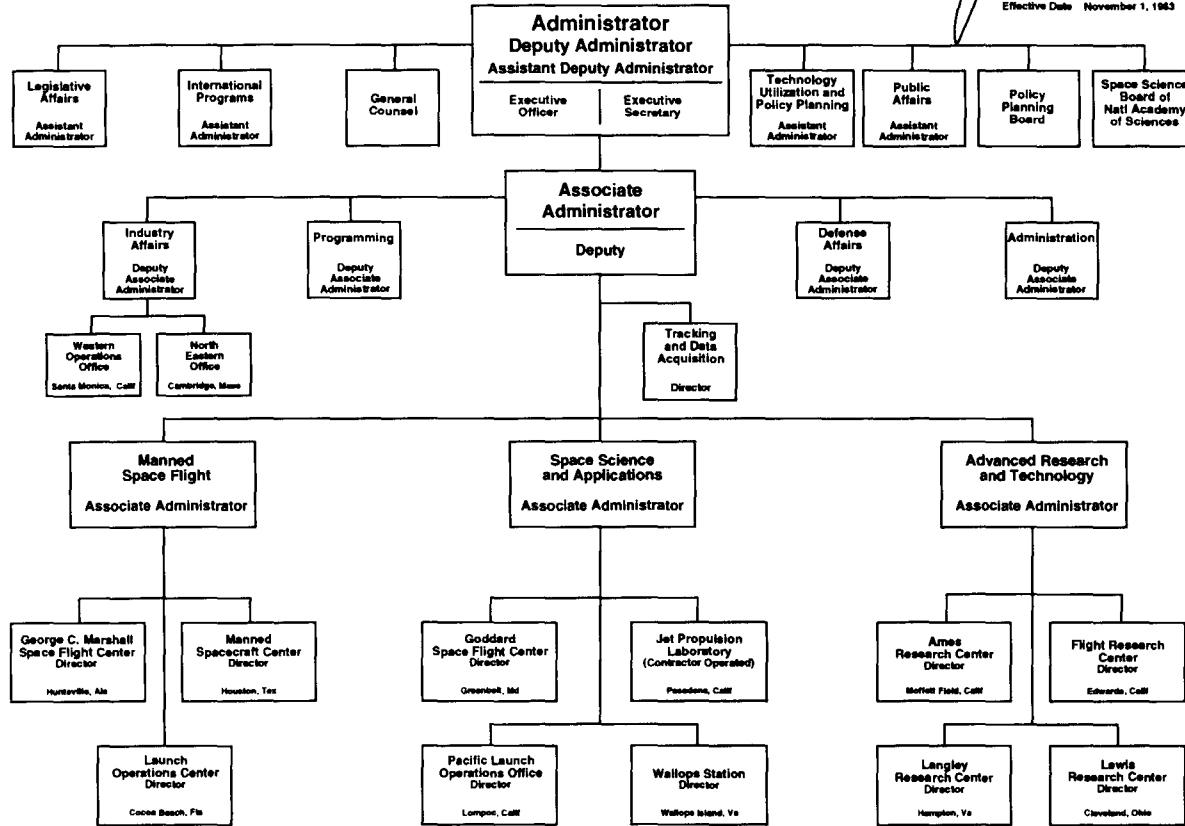 Effective Date November 1, 1963
Administrator
Deputy Administrator
Assistant Deputy Administrator
Executive
Officer
Executive
Secretary
Legislative
Affairs
Assistant
Administrator
International
Programs
Assistant
Administrator
General
Counsel
Technology
Utilization and
Policy Planning
Assistant
Administrator
Public
Affairs
Assistant
Administrator
Policy
Planning
Board
Space Science
Board of
Natl Academy
of Sciences
Associate
Administrator
Deputy
Industry
Affairs
Deputy
Associate
Administrator
Programming
Deputy
Associate
Administrator
Defense
Affairs
Deputy
Associate
Administrator
Administration
Deputy
Associate
Administrator
Western
Operations
Office
Santa Monica, Calif
North
Eastern
Office
Cambridge, Mass
Tracking
and Data
Acquisition
Director
Manned
Space Flight
Associate Administrator
Space Science
and Applications
Associate Administrator
Advanced Research
and Technology
Associate Administrator
George C. Marshall
Space Flight Center
Director
Huntsville, Ala
Manned
Spacecraft Center
Director
Houston, Tex
Launch
Operations Center
Director
Cocoa Beach, Fla
Goddard
Space Flight Center
Director
Greenbelt, Md
Jet Propulsion
Laboratory
(Contractor Operated)
Pasadena, Calif
Pacific Launch
Operations Office
Director
Lompoc, Calif
Wallops Station
Director
Wallops Island, Va
Ames
Research Center
Director
Moffett Field, Calif
Flight Research
Center
Director
Edwards, Calif
Langley
Research Center
Director
Hampton, Va
Lewis
Research Center
Director
Cleveland, Ohio